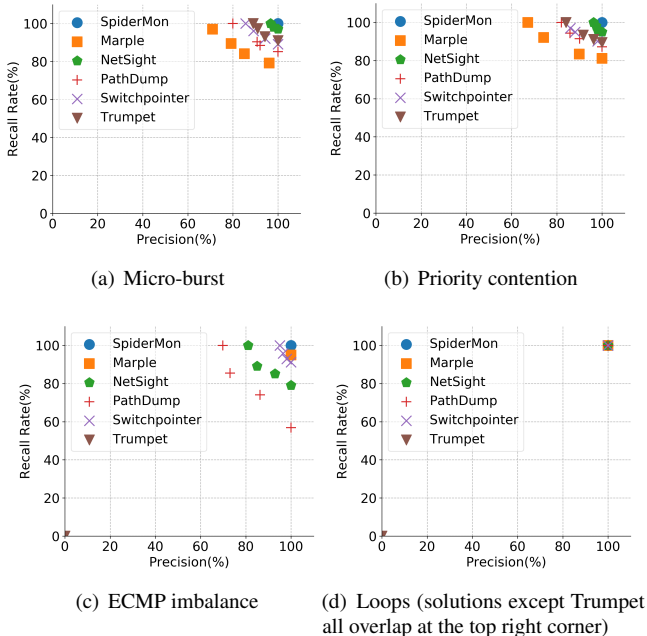 SpiderMon
Marple
NetSight
PathDump
Switchpointer
Trumpet
Recall Rate(%)
100
80
60
40
20
0
0 20 40 60 80 100
Precision(%)
(a) Micro-burst
SpiderMon
Marple
NetSight
PathDump
Switchpointer
Trumpet
Recall Rate(%)
100
80
60
40
20
0
0 20 40 60 80 100
Precision(%)
(b) Priority contention
SpiderMon
Marple
NetSight
PathDump
Switchpointer
Trumpet
Recall Rate(%)
100
80
60
40
20
0
0 20 40 60 80 100
Precision(%)
(c) ECMP imbalance
SpiderMon
Marple
NetSight
PathDump
Switchpointer
Trumpet
Recall Rate(%)
100
80
60
40
20
0
0 20 40 60 80 100
Precision(%)
(d) Loops (solutions except Trumpet
all overlap at the top right corner)